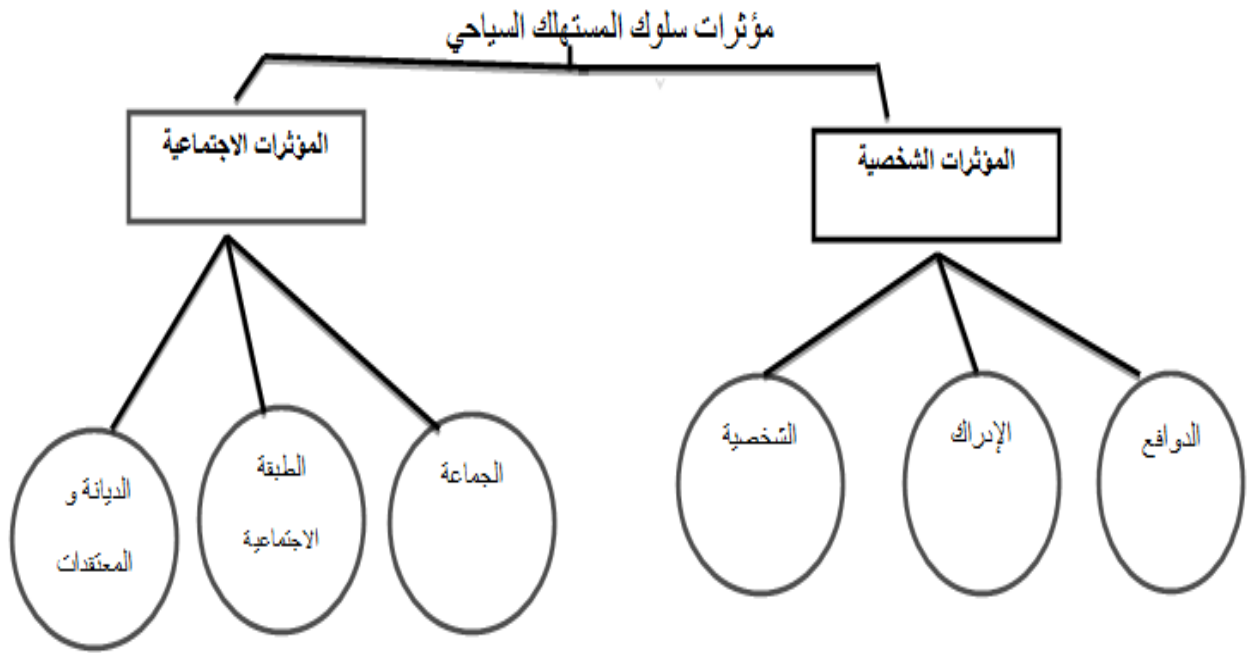 مؤثرات سلوك المستهلك السياحي
المؤثرات الشخصية
المؤثرات الاجتماعية
الدوافع
الإدراك
الشخصية
الجماعة
الطبقة
الاجتماعية
الديانة و
المعتقدات